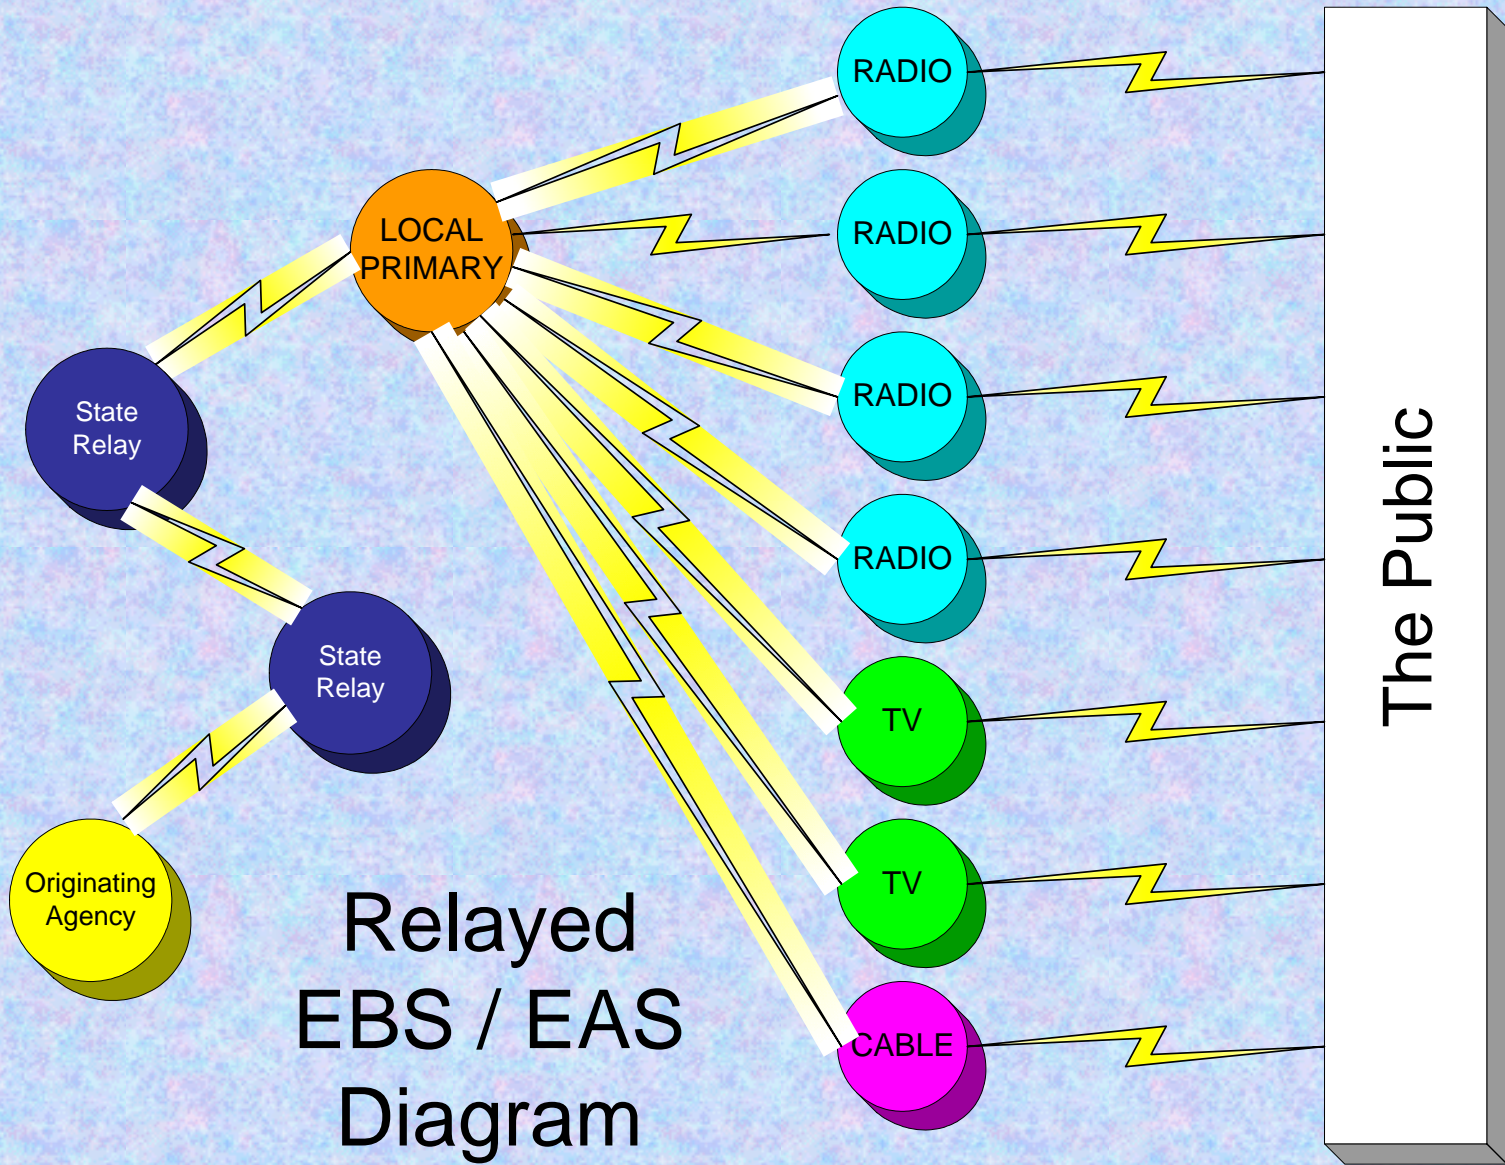 RADIO
LOCAL
PRIMARY
RADIO
RADIO
State
Relay
RADIO
State
Relay
TV
Originating
Agency
TV
CABLE
The Public
Relayed
EBS / EAS
Diagram